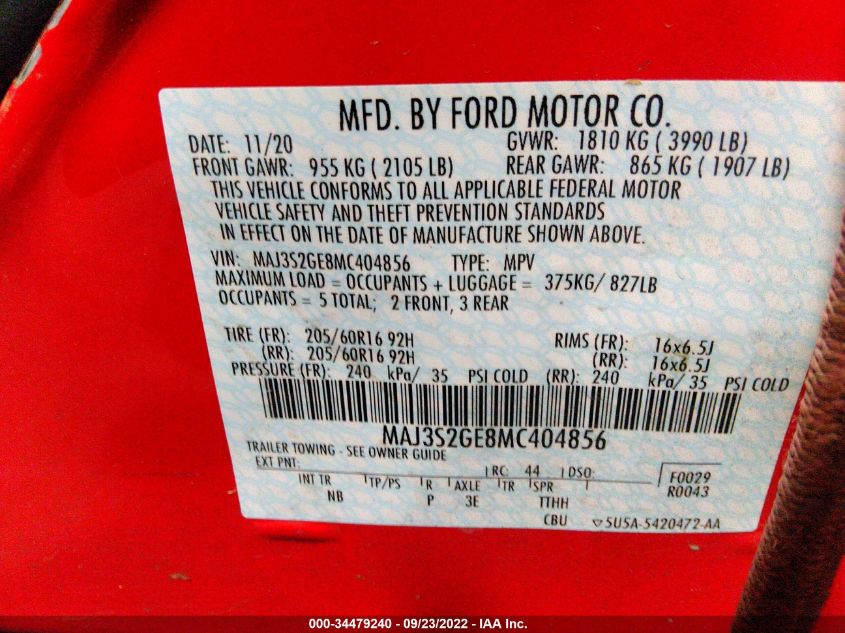 MFD. BY FORD MOTOR CO.
DATE: 11/20 GVWR: 1810 KG ( 3990 LB)
FRONT GAWR: 955 KG ( 2105 LB) REAR GAWR: 865 KG ( 1907 LB)
THIS VEHICLE CONFORMS TO ALL APPLICABLE FEDERAL MOTOR
VEHICLE SAFETY AND THEFT PREVENTION STANDARDS
IN EFFECT ON THE DATE OF MANUFACTURE SHOWN ABOVE.
VIN: MAJ3S2GE8MC404856 TYPE: MPV
MAXIMUM LOAD = OCCUPANTS + LUGGAGE = 375KG/ 827LB
OCCUPANTS = 5 TOTAL; 2 FRONT, 3 REAR
TIRE (FR): 205/60R16 92H RIMS (FR): 16x6.5J
(RR): 205/60R16 92H (RR): 16x6.5J
PRESSURE (FR): 240 kPa/ 35 PSI COLD (RR): 240 kPa/ 35 PSI COLD
MAJ3S2GE8MC404856
TRAILER TOWING - SEE OWNER GUIDE
EXT PNT: RC: 44 DSO: F0029
INT TR TP/PS R AXLE TR SPR R0043
NB P 3E TTHH
CBU 5U5A-5420472-AA
000-34479240 - 09/23/2022 - IAA Inc.